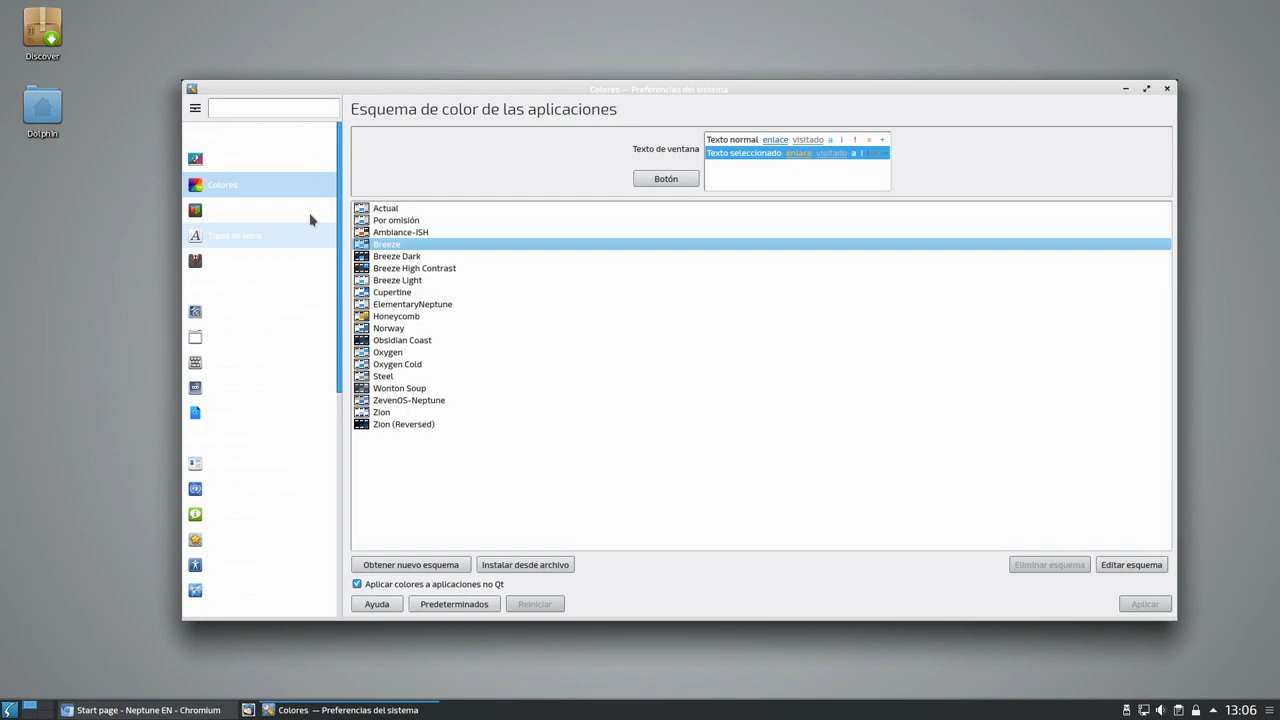 Discover
Dolphin
Colores — Preferencias del sistema
Esquema de color de las aplicaciones
Texto de ventana
Texto normal enlace visitado a | ! = +
Texto seleccionado enlace visitado a |
Botón
Colores
Tipos de letra
Actual
Por omisión
Ambiance-ISH
Breeze
Breeze Dark
Breeze High Contrast
Breeze Light
Cupertine
ElementaryNeptune
Honeycomb
Norway
Obsidian Coast
Oxygen
Oxygen Cold
Steel
Wonton Soup
ZevenOS-Neptune
Zion
Zion (Reversed)
Obtener nuevo esquema Instalar desde archivo Eliminar esquema Editar esquema
Aplicar colores a aplicaciones no Qt
Ayuda Predeterminados Reiniciar Aplicar
Start page - Neptune EN - Chromium Colores — Preferencias del sistema 13:06